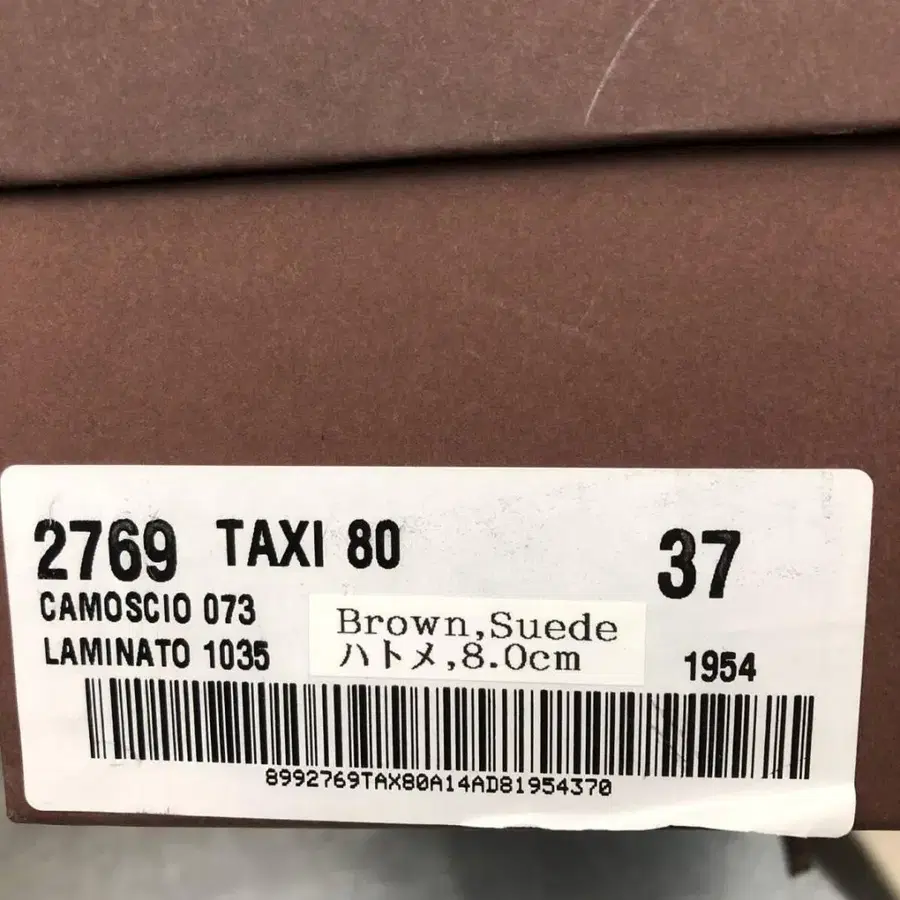 2769 TAXI 80 37
CAMOSCIO 073
LAMINATO 1035
Brown,Suede
ハトメ,8.0cm
1954
8992769TAX80A14AD81954370